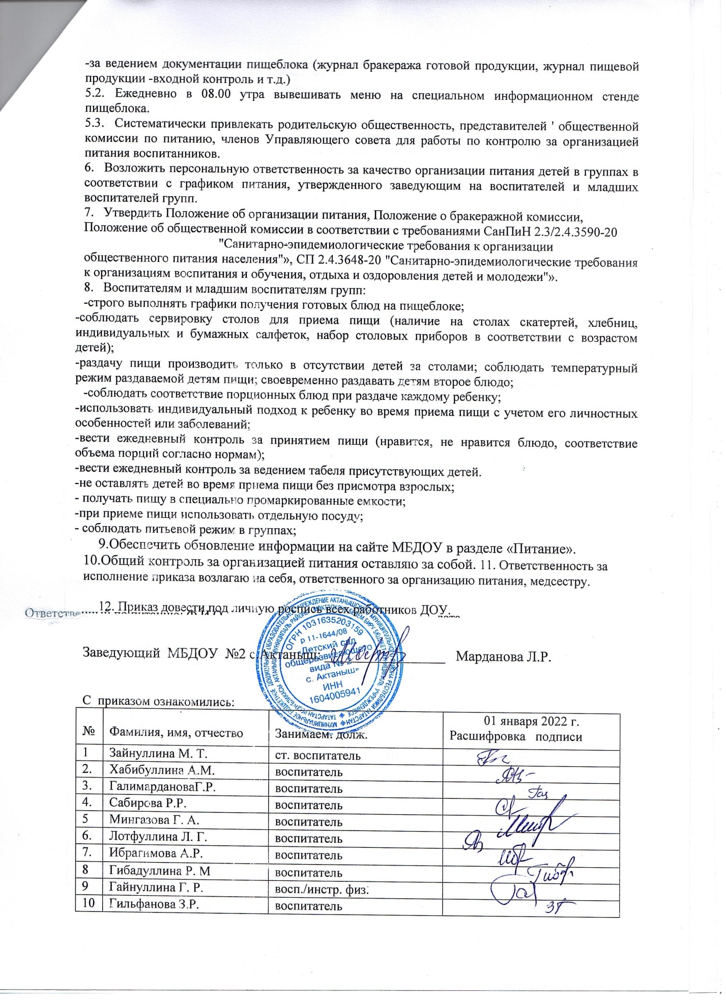 -за ведением документации пищеблока (журнал бракеража готовой продукции, журнал пищевой
продукции -входной контроль и т.д.)
5.2. Ежедневно в 08.00 утра вывешивать меню на специальном информационном стенде
пищеблока.
5.3. Систематически привлекать родительскую общественность, представителей ' общественной
комиссии по питанию, членов Управляющего совета для работы по контролю за организацией
питания воспитанников.
6. Возложить персональную ответственность за качество организации питания детей в группах в
соответствии с графиком питания, утвержденного заведующим на воспитателей и младших
воспитателей групп.
7. Утвердить Положение об организации питания, Положение о бракеражной комиссии,
Положение об общественной комиссии в соответствии с требованиями СанПиН 2.3/2.4.3590-20
"Санитарно-эпидемиологические требования к организации
общественного питания населения"», СП 2.4.3648-20 "Санитарно-эпидемиологические требования
к организациям воспитания и обучения, отдыха и оздоровления детей и молодежи"».
8. Воспитателям и младшим воспитателям групп:
-строго выполнять графики получения готовых блюд на пищеблоке;
-соблюдать сервировку столов для приема пищи (наличие на столах скатертей, хлебниц,
индивидуальных и бумажных салфеток, набор столовых приборов в соответствии с возрастом
детей);
-раздачу пищи производить только в отсутствии детей за столами; соблюдать температурный
режим раздаваемой детям пищи; своевременно раздавать детям второе блюдо;
-соблюдать соответствие порционных блюд при раздаче каждому ребенку;
-использовать индивидуальный подход к ребенку во время приема пищи с учетом его личностных
особенностей или заболеваний;
-вести ежедневный контроль за принятием пищи (нравится, не нравится блюдо, соответствие
объема порций согласно нормам);
-вести ежедневный контроль за ведением табеля присутствующих детей.
-не оставлять детей во время приема пищи без присмотра взрослых;
- получать пищу в специально промаркированные емкости;
-при приеме пищи использовать отдельную посуду;
- соблюдать питьевой режим в группах;
9.Обеспечить обновление информации на сайте МБДОУ в разделе «Питание».
10.Общий контроль за организацией питания оставляю за собой. 11. Ответственность за
исполнение приказа возлагаю на себя, ответственного за организацию питания, медсестру.
12. Приказ довести под личную роспись всех работников ДОУ.
Заведующий МБДОУ №2 с.Актаныш: Марданова Л.Р.
ОГРН 1031635203159
р 11-1644/08
«Детский сад
общеразвивающего
вида № 2
с. Актаныш»
ИНН
1604005941
С приказом ознакомились:
№ Фамилия, имя, отчество Занимаем. долж. 01 января 2022 г.
Расшифровка подписи
1 Зайнуллина М. Т. ст. воспитатель
2. Хабибуллина А.М. воспитатель
3. ГалимардановаГ.Р. воспитатель
4. Сабирова Р.Р. воспитатель
5 Мингазова Г. А. воспитатель
6. Лотфуллина Л. Г. воспитатель
7. Ибрагимова А.Р. воспитатель
8 Гибадуллина Р. М воспитатель
9 Гайнуллина Г. Р. восп./инстр. физ.
10 Гильфанова З.Р. воспитатель